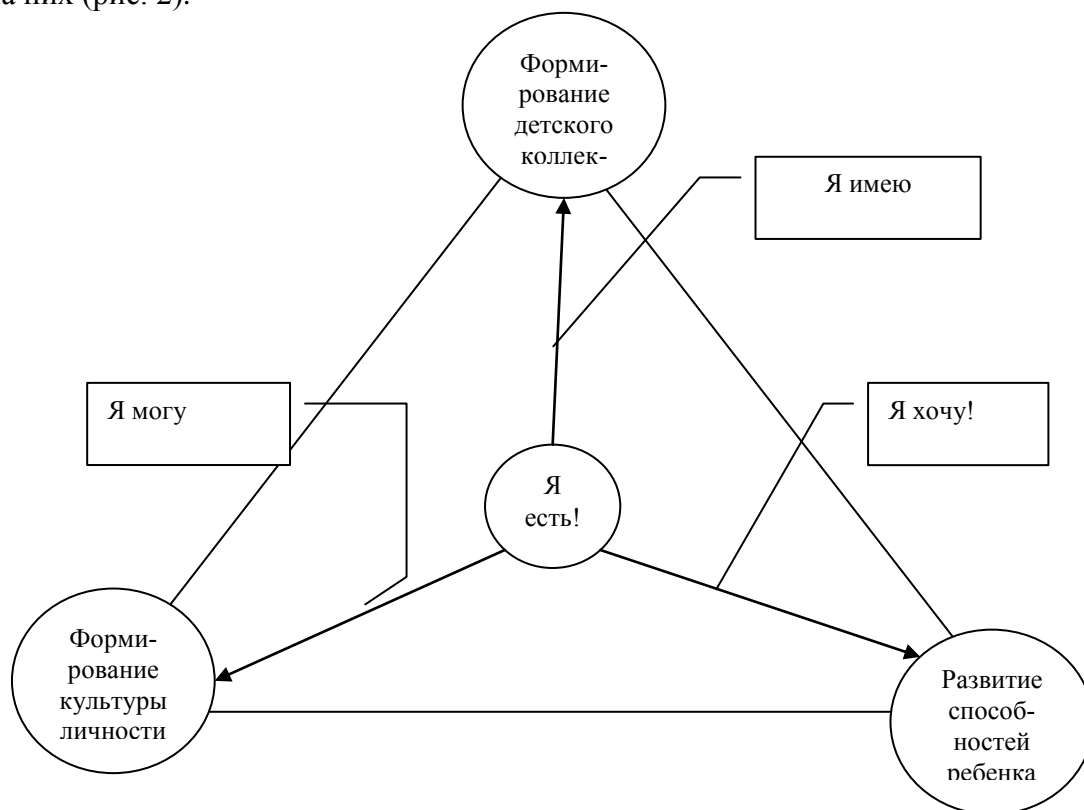 на них (рис. 2).
Форми-
рование
детского
коллек-
Я имею
Я могу
Я хочу!
Я
есть!
Форми-
рование
культуры
личности
Развитие
способ-
ностей
ребенка